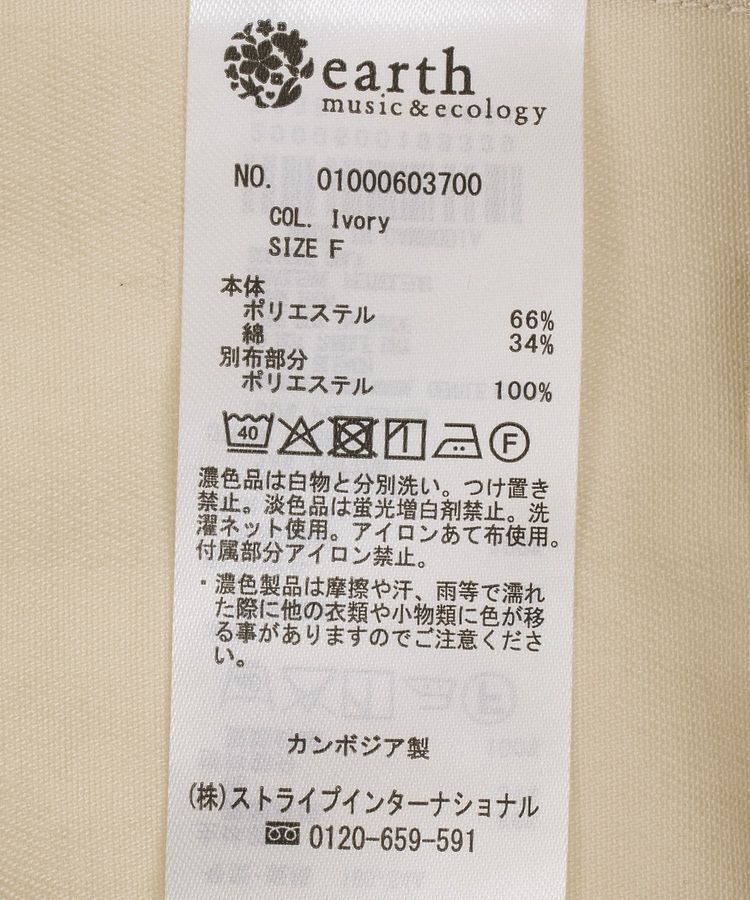 earth
music&ecology
NO. 01000603700
COL. Ivory
SIZE F
本体
ポリエステル 66%
綿 34%
別布部分
ポリエステル 100%
40 F
濃色品は白物と分別洗い。つけ置き
禁止。淡色品は蛍光増白剤禁止。洗
濯ネット使用。アイロンあて布使用。
付属部分アイロン禁止。
・濃色製品は摩擦や汗、雨等で濡れ
た際に他の衣類や小物類に色が移
る事がありますのでご注意くださ
い。
カンボジア製
(株)ストライプインターナショナル
0120-659-591